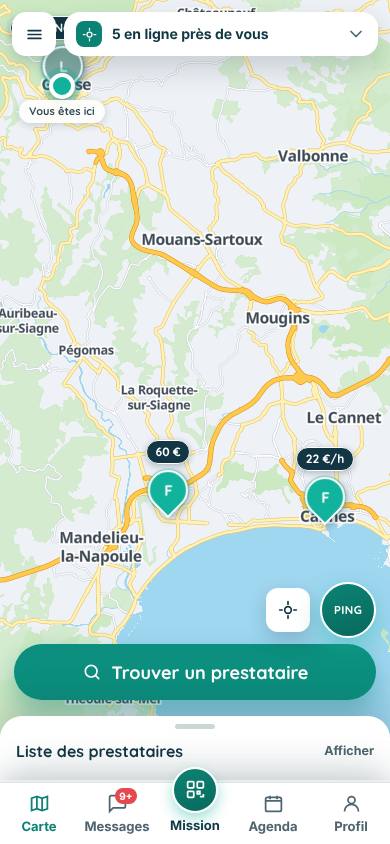 5 en ligne près de vous
L
Vous êtes ici
Valbonne
Mouans-Sartoux
Auribeau-
sur-Siagne
Mougins
Pégomas
La Roquette-
sur-Siagne
Le Cannet
60 €
22 €/h
F
F
Cannes
Mandelieu-
la-Napoule
PING
Trouver un prestataire
Liste des prestataires
Afficher
9+
Carte
Messages
Mission
Agenda
Profil